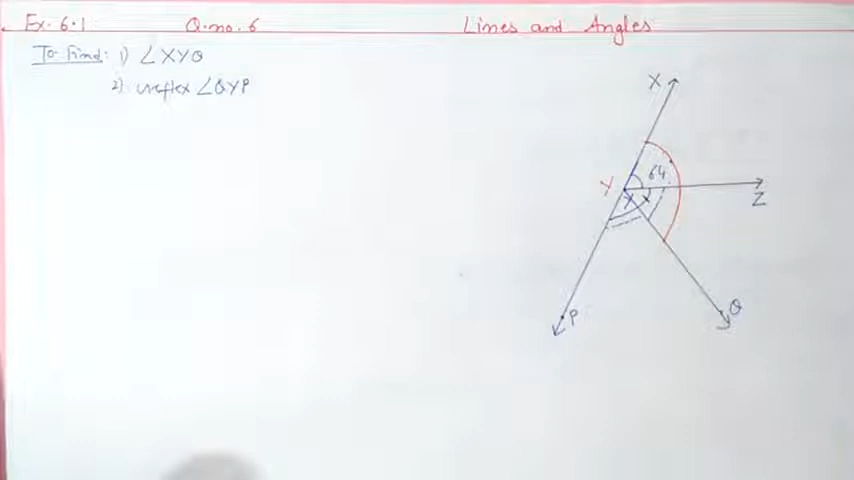 Ex. 6.1 Q.no. 6 Lines and Angles
To Find: 1) ∠XYQ
2) reflex ∠QYP
X
64
Y
Z
Y x
P
Q